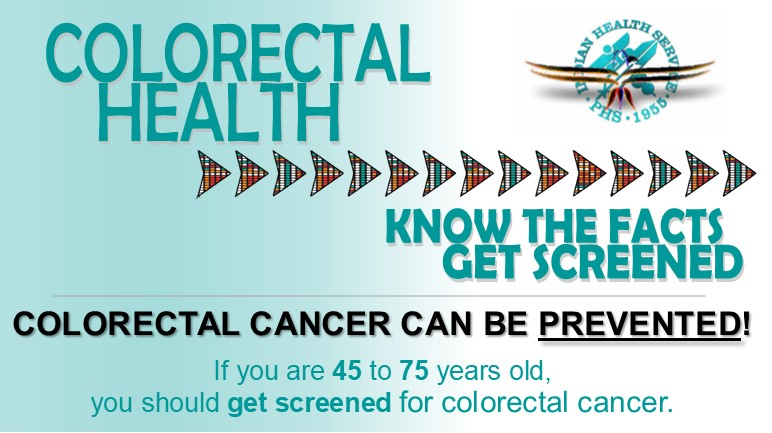 COLORECTAL
HEALTH
INDIAN HEALTH SERVICE
PHS · 1955
KNOW THE FACTS
GET SCREENED
COLORECTAL CANCER CAN BE PREVENTED!
If you are 45 to 75 years old,
you should get screened for colorectal cancer.